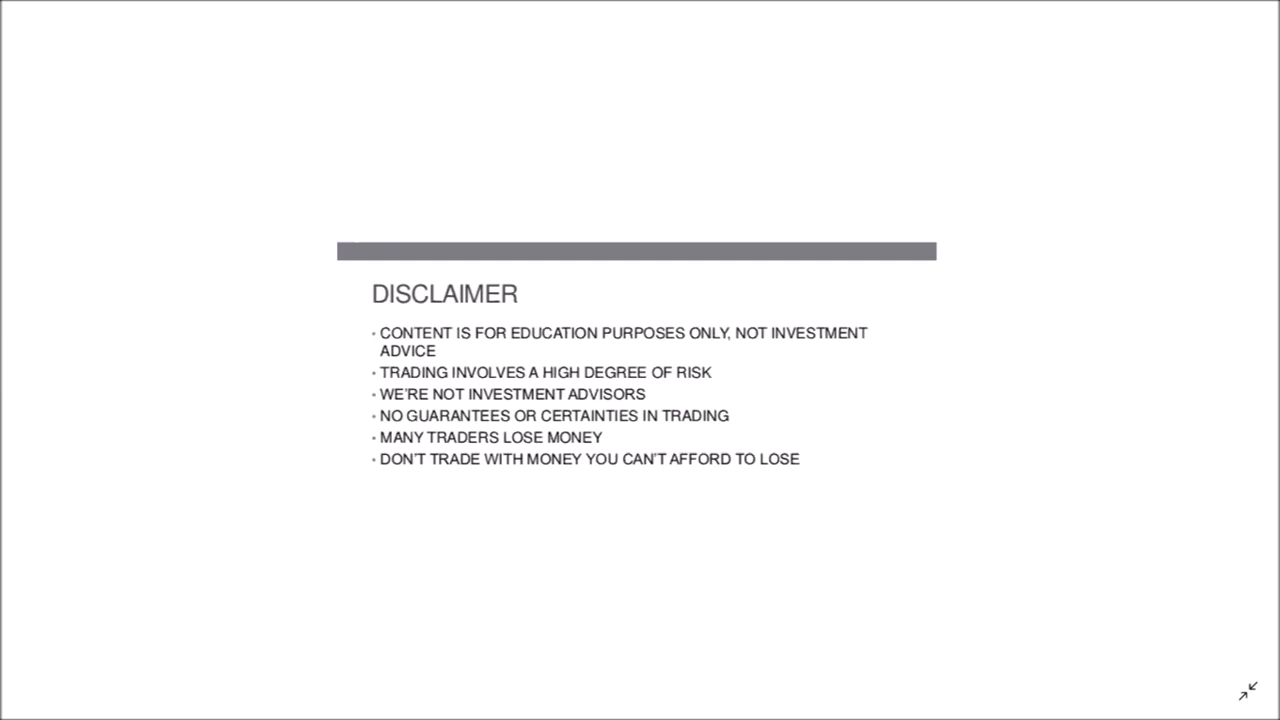 DISCLAIMER
• CONTENT IS FOR EDUCATION PURPOSES ONLY, NOT INVESTMENT
ADVICE
• TRADING INVOLVES A HIGH DEGREE OF RISK
• WE'RE NOT INVESTMENT ADVISORS
• NO GUARANTEES OR CERTAINTIES IN TRADING
• MANY TRADERS LOSE MONEY
• DON'T TRADE WITH MONEY YOU CAN'T AFFORD TO LOSE